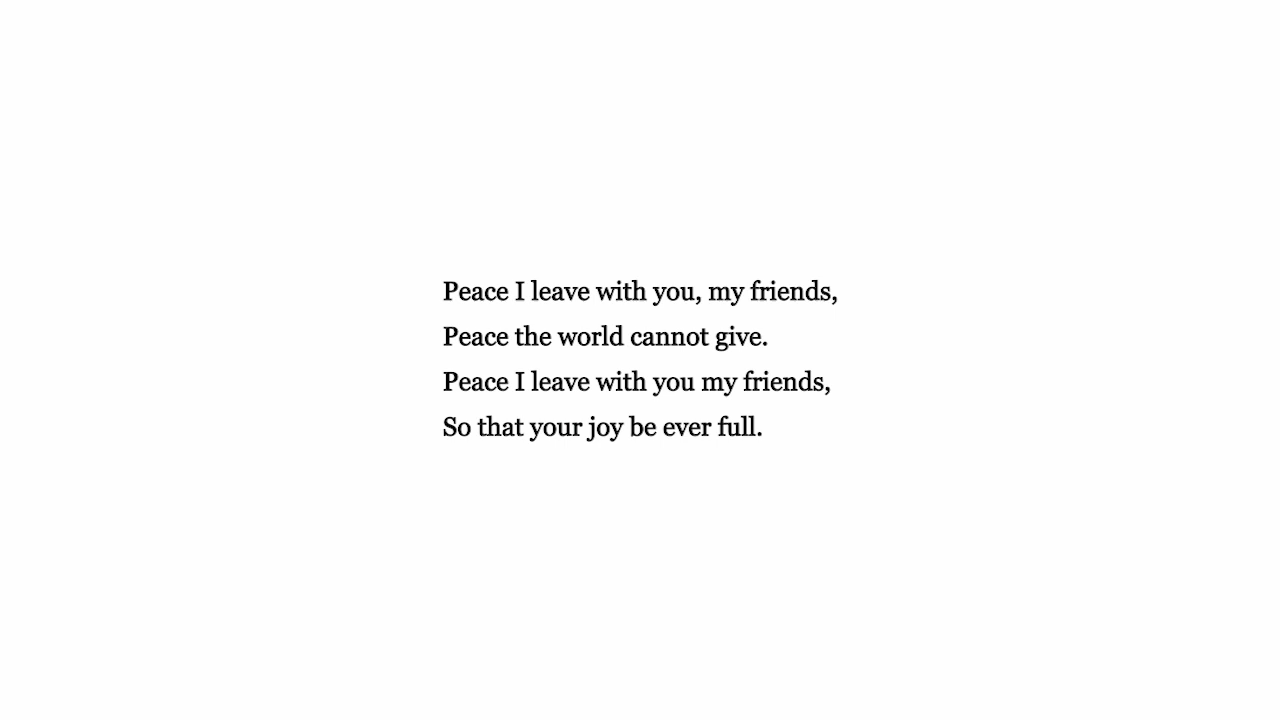 Peace I leave with you, my friends,
Peace the world cannot give.
Peace I leave with you my friends,
So that your joy be ever full.